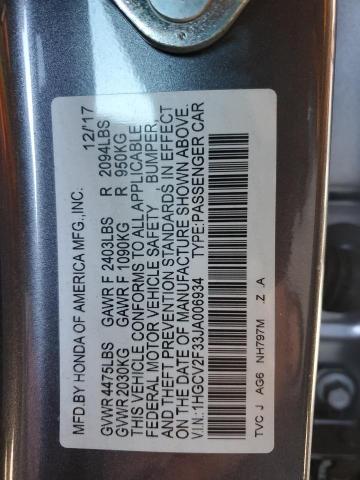 MFD.BY HONDA OF AMERICA MFG.,INC. 12/17
GVWR 4475LBS GAWR F 2403LBS R 2094LBS
GVWR 2030KG GAWR F 1090KG R 950KG
THIS VEHICLE CONFORMS TO ALL APPLICABLE
FEDERAL MOTOR VEHICLE SAFETY , BUMPER,
AND THEFT PREVENTION STANDARDS IN EFFECT
ON THE DATE OF MANUFACTURE SHOWN ABOVE.
V.I.N.:1HGCV2F33JA006934 TYPE:PASSENGER CAR
TVC J AG6 NH797M .Z .A